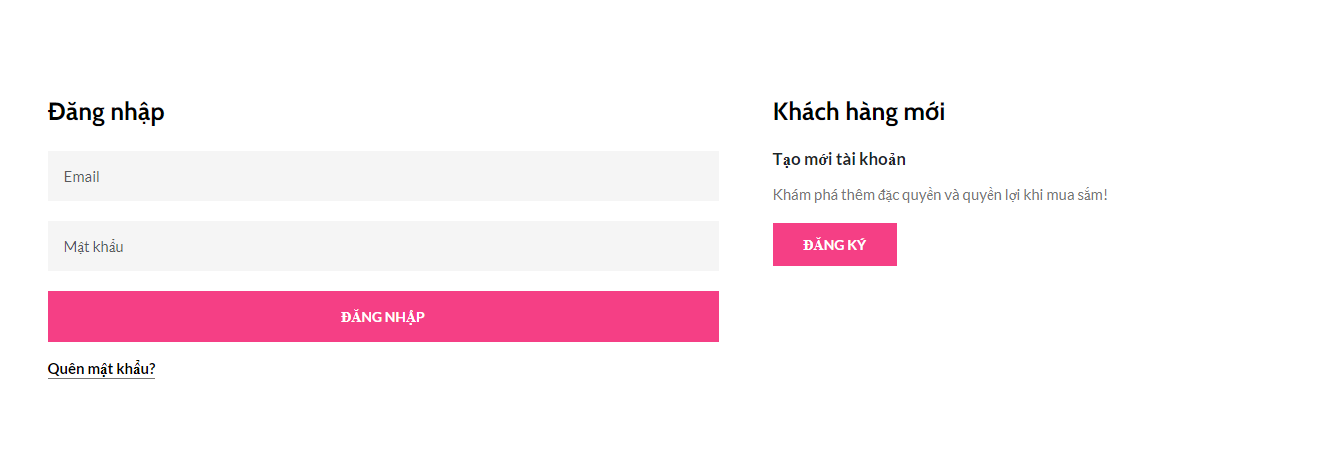 Đăng nhập
Email
Mật khẩu
ĐĂNG NHẬP
Quên mật khẩu?
Khách hàng mới
Tạo mới tài khoản
Khám phá thêm đặc quyền và quyền lợi khi mua sắm!
ĐĂNG KÝ